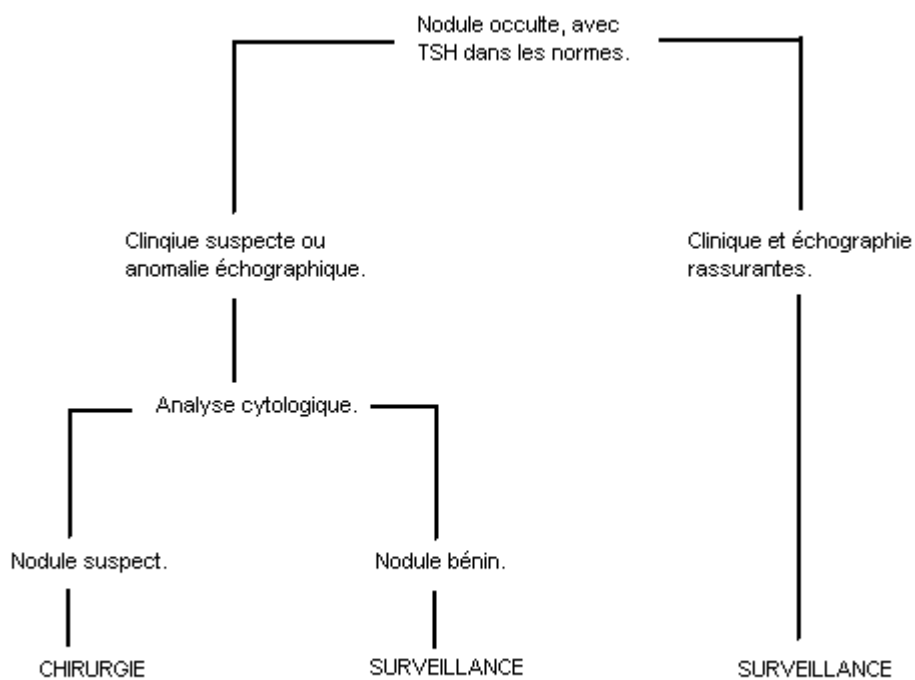 Nodule occulte, avec
TSH dans les normes.
Clinqiue suspecte ou
anomalie échographique.
Clinique et échographie
rassurantes.
Analyse cytologique.
Nodule suspect.
Nodule bénin.
CHIRURGIE
SURVEILLANCE
SURVEILLANCE